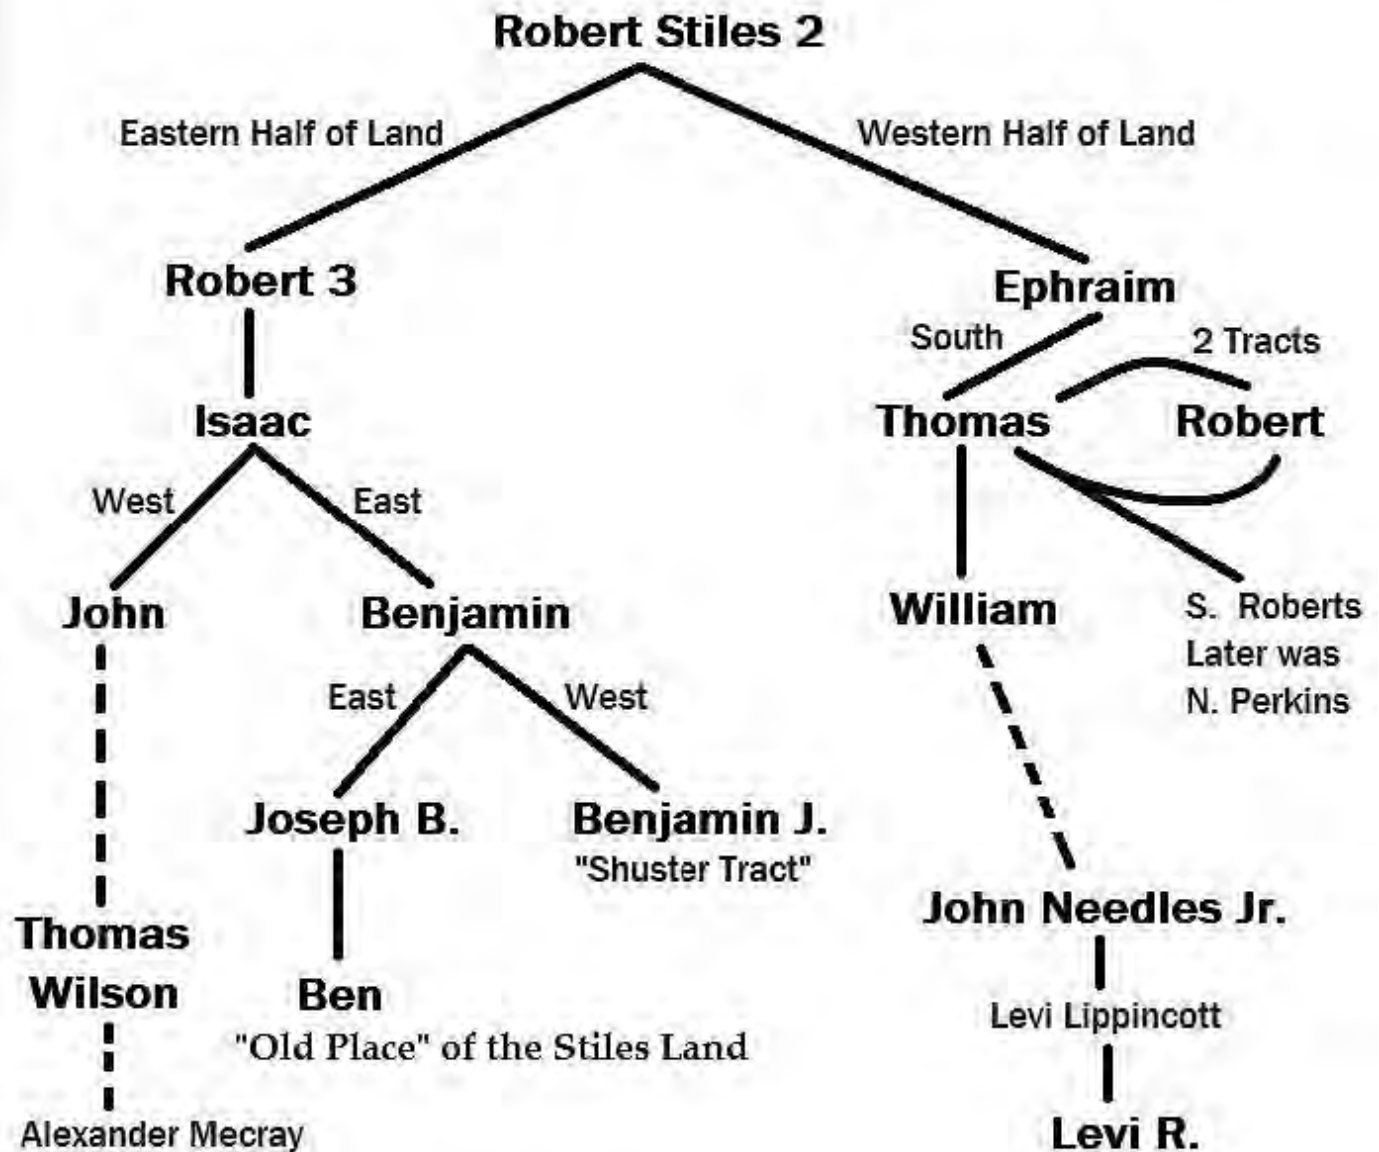 Robert Stiles 2
Eastern Half of Land
Western Half of Land
Robert 3
Ephraim
South
2 Tracts
Isaac
Thomas
Robert
West
East
John
Benjamin
William
S. Roberts
Later was
N. Perkins
East
West
Joseph B.
Benjamin J.
"Shuster Tract"
John Needles Jr.
Thomas
Wilson
Ben
Levi Lippincott
"Old Place" of the Stiles Land
Alexander Mecray
Levi R.